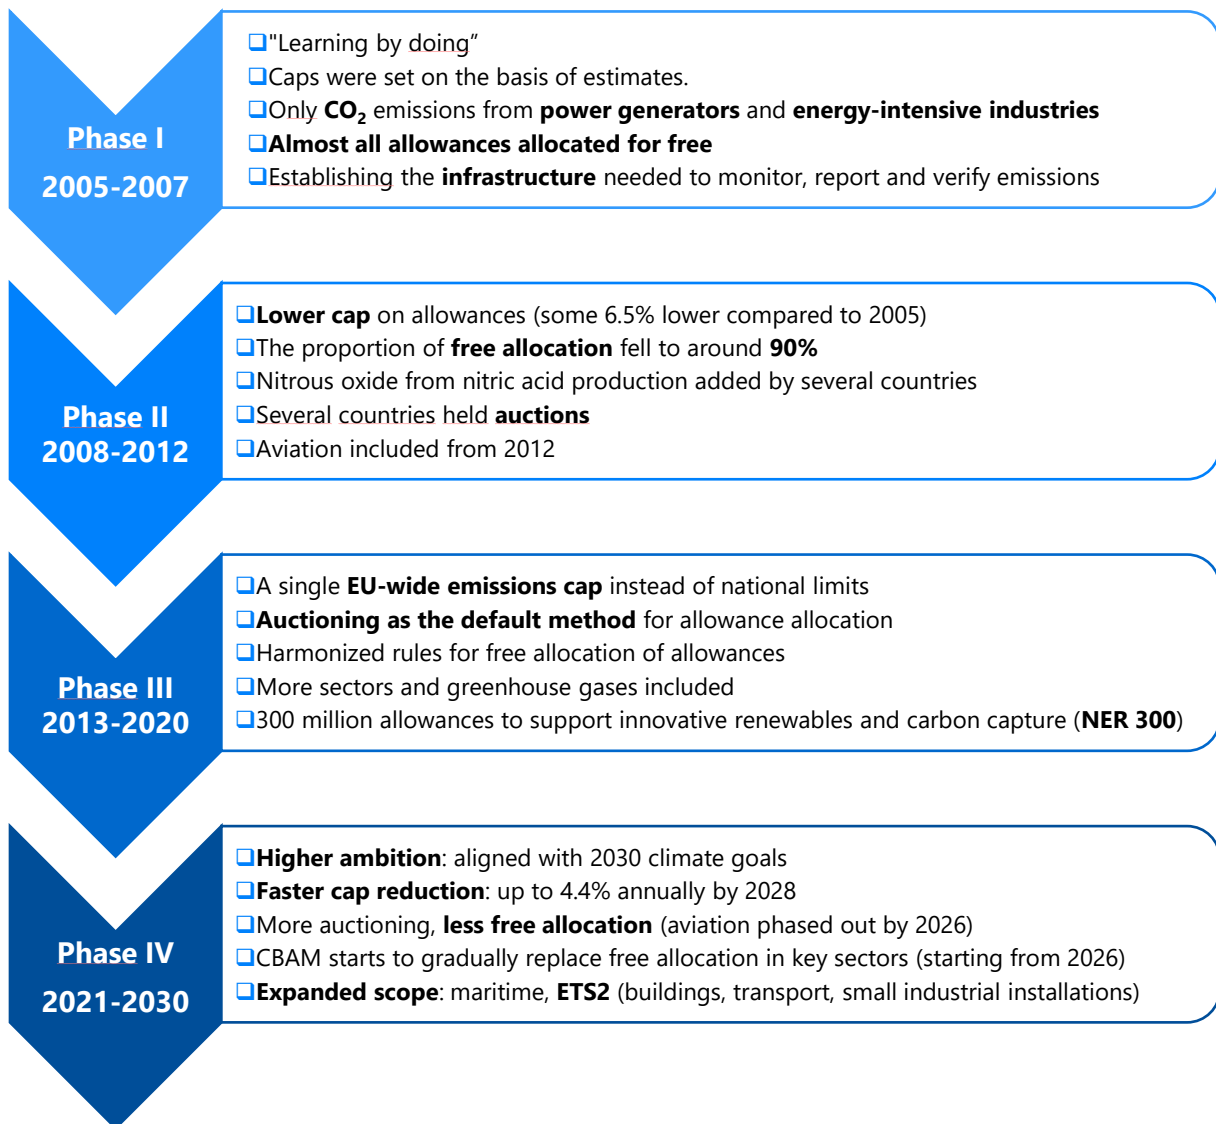 Phase I
2005-2007
❑"Learning by doing”
❑Caps were set on the basis of estimates.
❑Only CO₂ emissions from power generators and energy-intensive industries
❑Almost all allowances allocated for free
❑Establishing the infrastructure needed to monitor, report and verify emissions
Phase II
2008-2012
❑Lower cap on allowances (some 6.5% lower compared to 2005)
❑The proportion of free allocation fell to around 90%
❑Nitrous oxide from nitric acid production added by several countries
❑Several countries held auctions
❑Aviation included from 2012
Phase III
2013-2020
❑A single EU-wide emissions cap instead of national limits
❑Auctioning as the default method for allowance allocation
❑Harmonized rules for free allocation of allowances
❑More sectors and greenhouse gases included
❑300 million allowances to support innovative renewables and carbon capture (NER 300)
Phase IV
2021-2030
❑Higher ambition: aligned with 2030 climate goals
❑Faster cap reduction: up to 4.4% annually by 2028
❑More auctioning, less free allocation (aviation phased out by 2026)
❑CBAM starts to gradually replace free allocation in key sectors (starting from 2026)
❑Expanded scope: maritime, ETS2 (buildings, transport, small industrial installations)